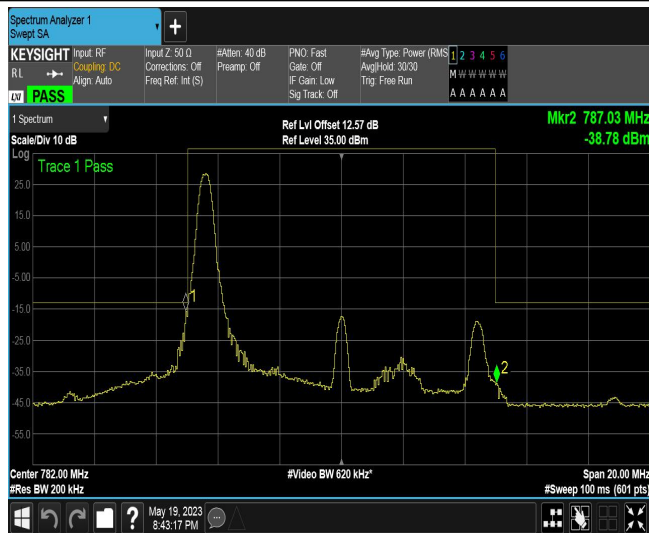 Spectrum Analyzer 1
Swept SA
+
KEYSIGHT
RL
LXI PASS
Input: RF
Coupling: DC
Align: Auto
Input Z: 50 Ω
Corrections: Off
Freq Ref: Int (S)
#Atten: 40 dB
Preamp: Off
PNO: Fast
Gate: Off
IF Gain: Low
Sig Track: Off
#Avg Type: Power (RMS
Avg|Hold: 30/30
Trig: Free Run
1 2 3 4 5 6
M W W W W W
A A A A A A
1 Spectrum
Scale/Div 10 dB
Log
Ref Lvl Offset 12.57 dB
Ref Level 35.00 dBm
Mkr2 787.03 MHz
-38.78 dBm
Trace 1 Pass
25.0
15.0
5.00
-5.00
-15.0
-25.0
-35.0
-45.0
-55.0
2
Center 782.00 MHz
#Res BW 200 kHz
#Video BW 620 kHz*
Span 20.00 MHz
#Sweep 100 ms (601 pts)
?
May 19, 2023
8:43:17 PM